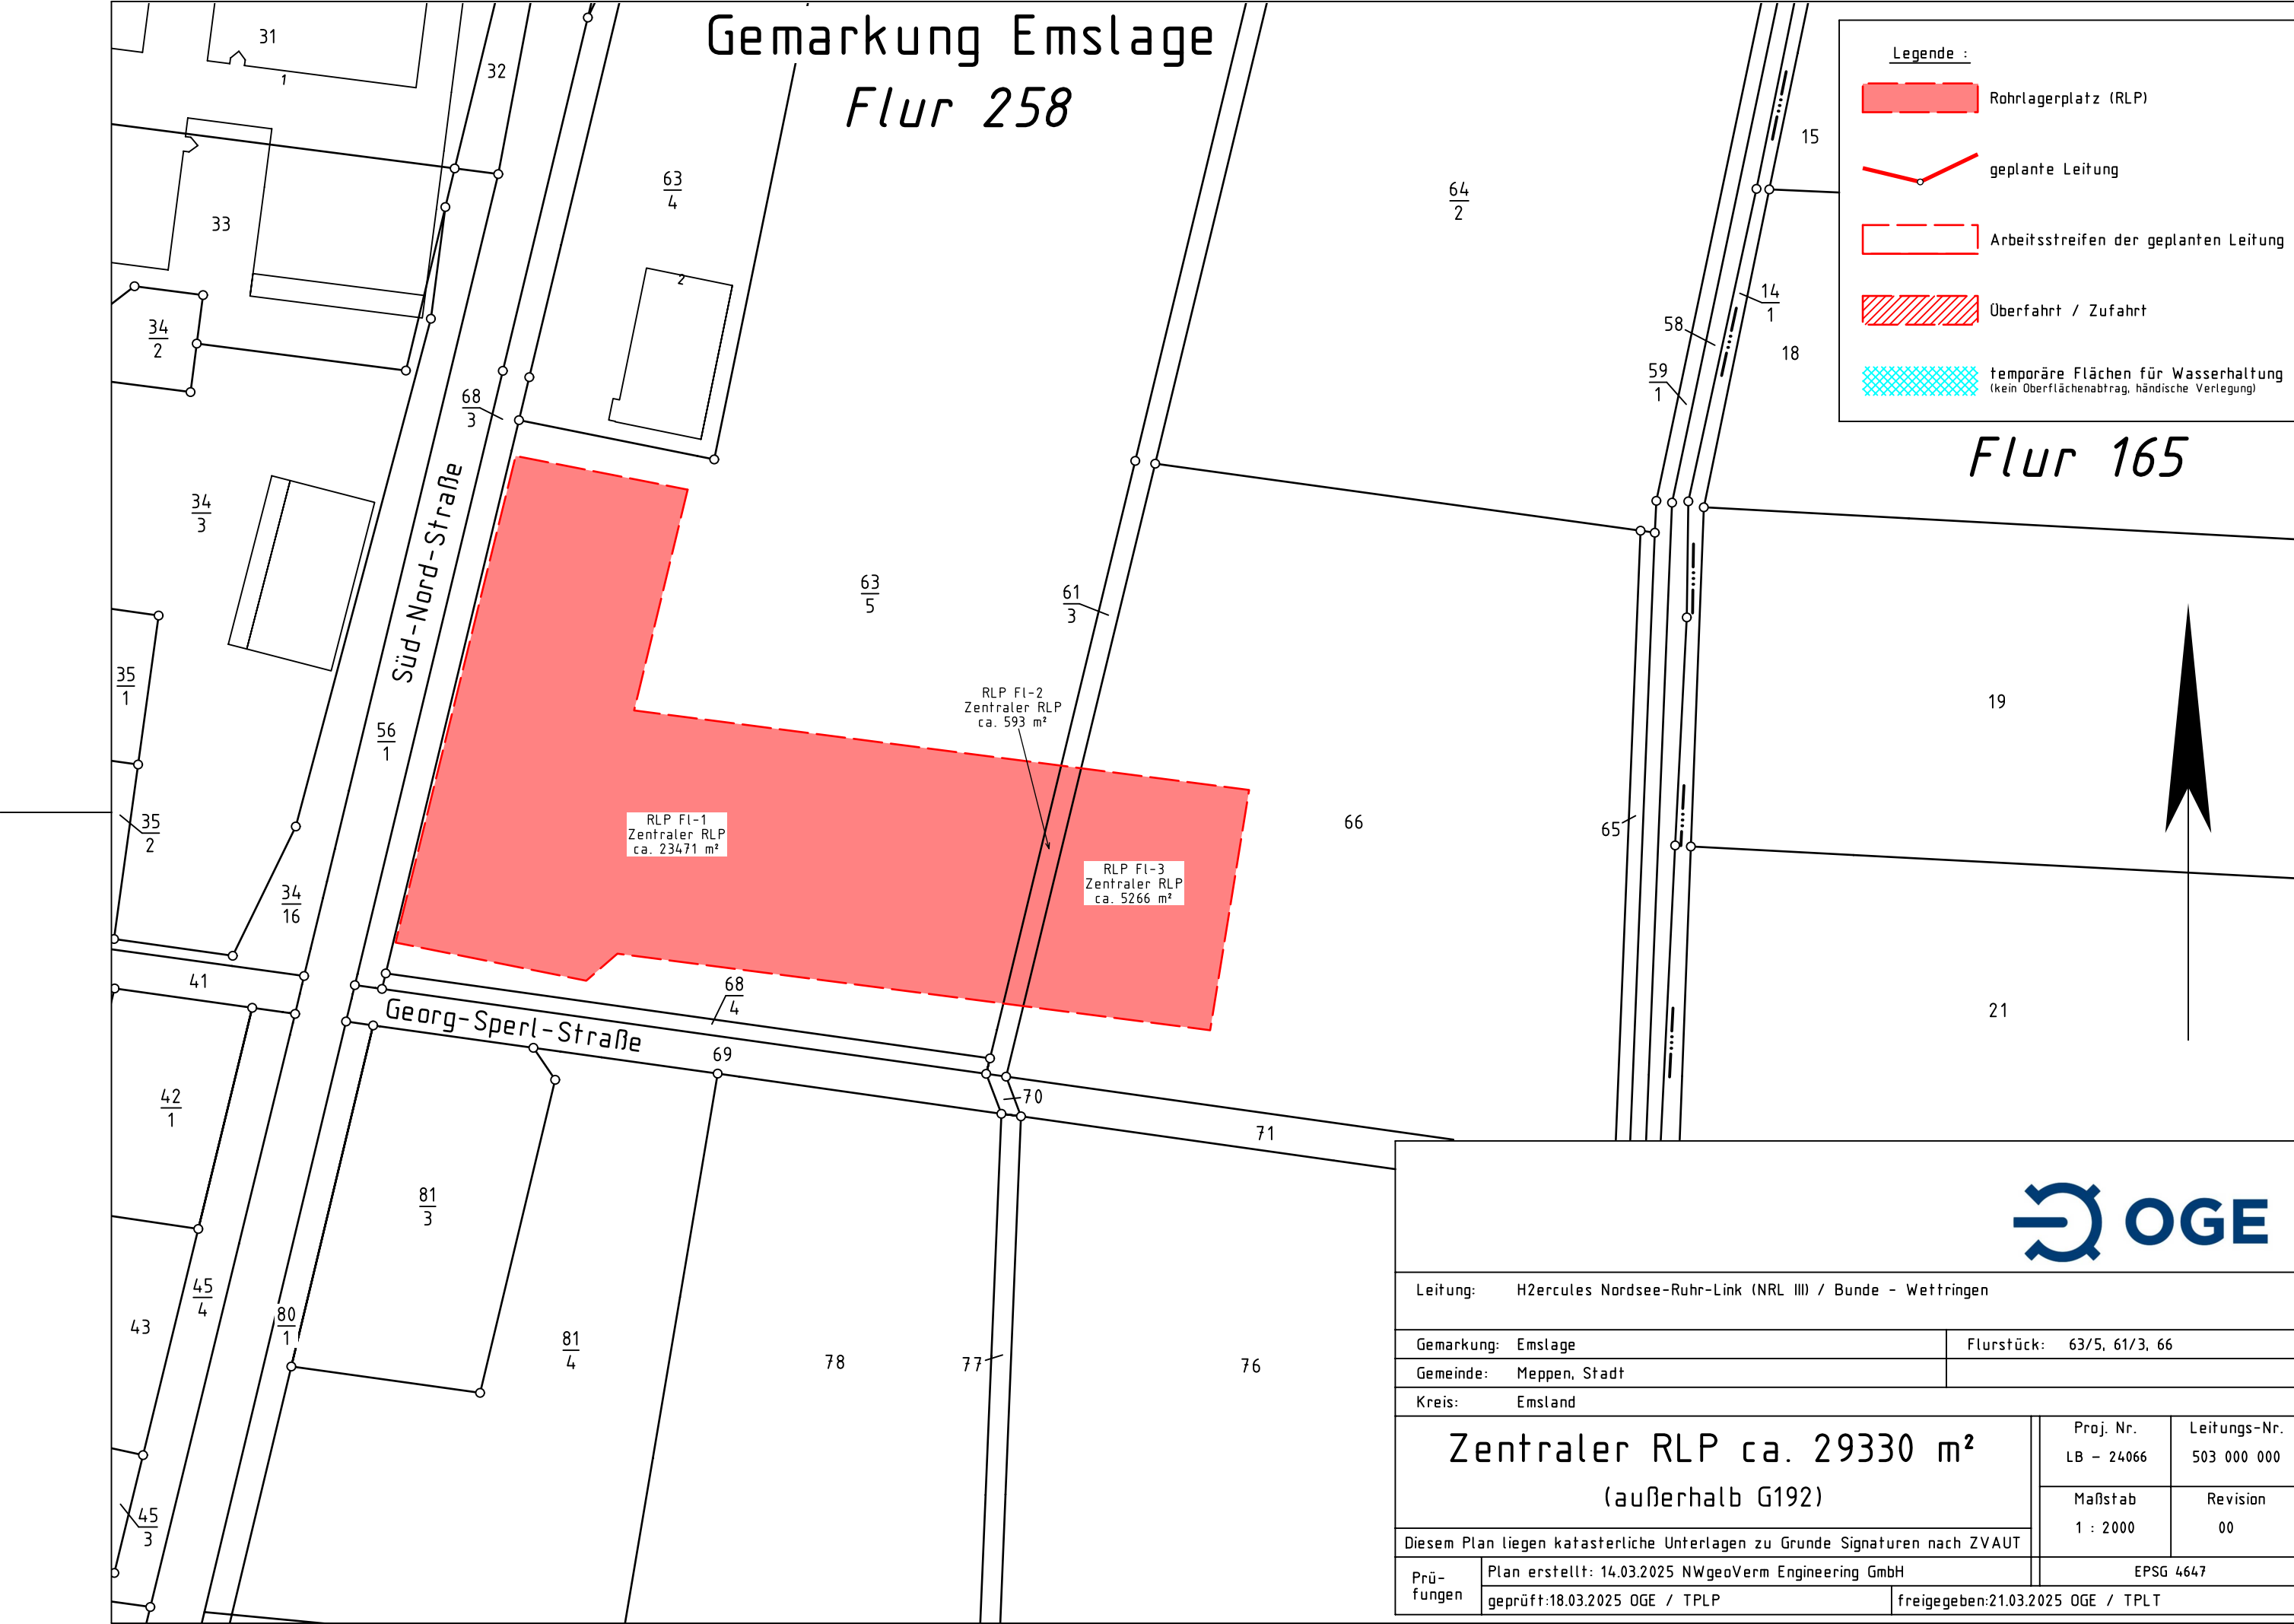 Gemarkung Emslage
Flur 258
Legende :
Rohrlagerplatz (RLP)
geplante Leitung
Arbeitsstreifen der geplanten Leitung
Überfahrt / Zufahrt
temporäre Flächen für Wasserhaltung
(kein Oberflächenabtrag, händische Verlegung)
Flur 165
31
1
32
33
34
2
63
4
2
64
2
15
14
1
58
18
59
1
68
3
34
3
Süd-Nord-Straße
63
5
61
3
35
1
56
1
19
RLP Fl-2
Zentraler RLP
ca. 593 m²
35
2
RLP Fl-1
Zentraler RLP
ca. 23471 m²
66
65
RLP Fl-3
Zentraler RLP
ca. 5266 m²
34
16
41
68
4
21
Georg-Sperl-Straße
69
70
71
42
1
81
3
45
4
43
80
1
81
4
78
77
76
45
3
OGE
Leitung: H2ercules Nordsee-Ruhr-Link (NRL III) / Bunde - Wettringen
Gemarkung: Emslage Flurstück: 63/5, 61/3, 66
Gemeinde: Meppen, Stadt
Kreis: Emsland
Zentraler RLP ca. 29330 m²
(außerhalb G192)
Proj. Nr. Leitungs-Nr.
LB – 24066 503 000 000
Maßstab Revision
1 : 2000 00
Diesem Plan liegen katasterliche Unterlagen zu Grunde Signaturen nach ZVAUT
Prü-
fungen
Plan erstellt: 14.03.2025 NWgeoVerm Engineering GmbH
EPSG 4647
geprüft:18.03.2025 OGE / TPLP
freigegeben:21.03.2025 OGE / TPLT